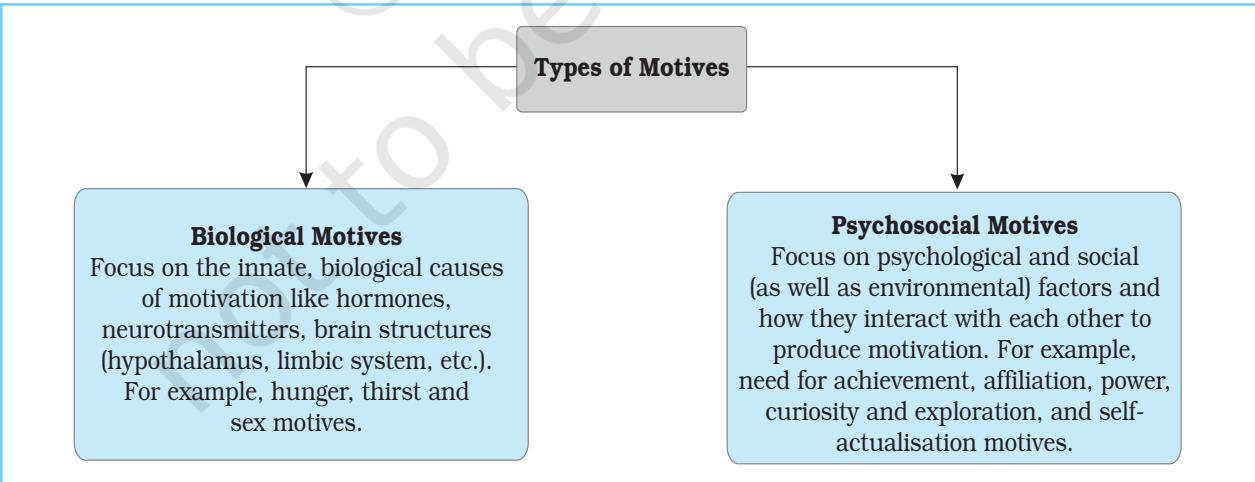 Types of Motives
Biological Motives
Focus on the innate, biological causes
of motivation like hormones,
neurotransmitters, brain structures
(hypothalamus, limbic system, etc.).
For example, hunger, thirst and
sex motives.
Psychosocial Motives
Focus on psychological and social
(as well as environmental) factors and
how they interact with each other to
produce motivation. For example,
need for achievement, affiliation, power,
curiosity and exploration, and self-
actualisation motives.
not to be